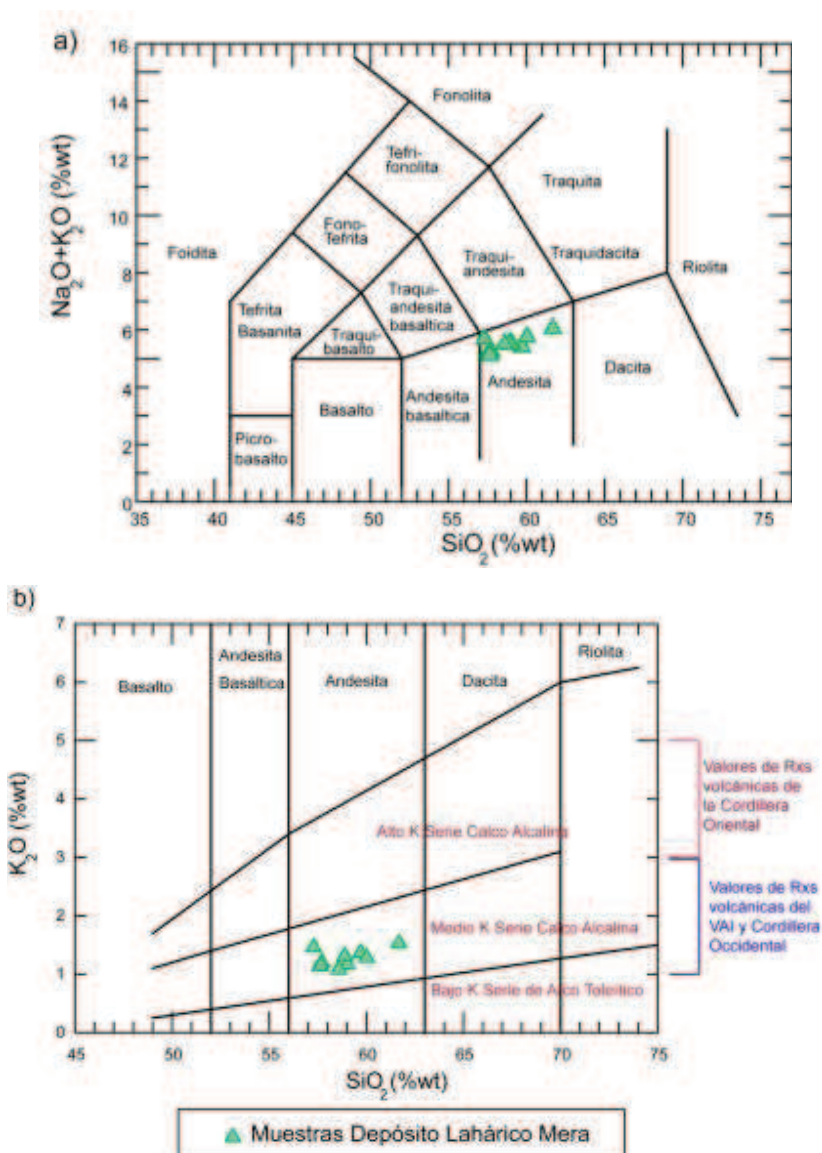 a)
16
14
12
10
8
6
4
2
0
Na2O+K2O (%wt)
Fonolita
Tefri-
fonolita
Traquita
Fono-
Tefrita
Foidita
Traqui-
andesita
Traquidacita
Riolita
Tefrita
Basanita
Traqui-
andesita
basaltica
Traqui-
basalto
Basalto
Andesita
basaltica
Andesita
Dacita
Picro-
basalto
35 40 45 50 55 60 65 70 75
SiO2(%wt)
b)
7
6
5
4
3
2
1
0
K2O (%wt)
Basalto
Andesita
Basáltica
Andesita
Dacita
Riolita
Alto K Serie Calco Alcalina
Medio K Serie Calco Alcalina
Bajo K Serie de Arco Toleitico
Valores de Rxs
volcánicas de
la Cordillera
Oriental
Valores de Rxs
volcánicas del
VAI y Cordillera
Occidental
45 50 55 60 65 70 75
SiO2(%wt)
Muestras Depósito Lahárico Mera